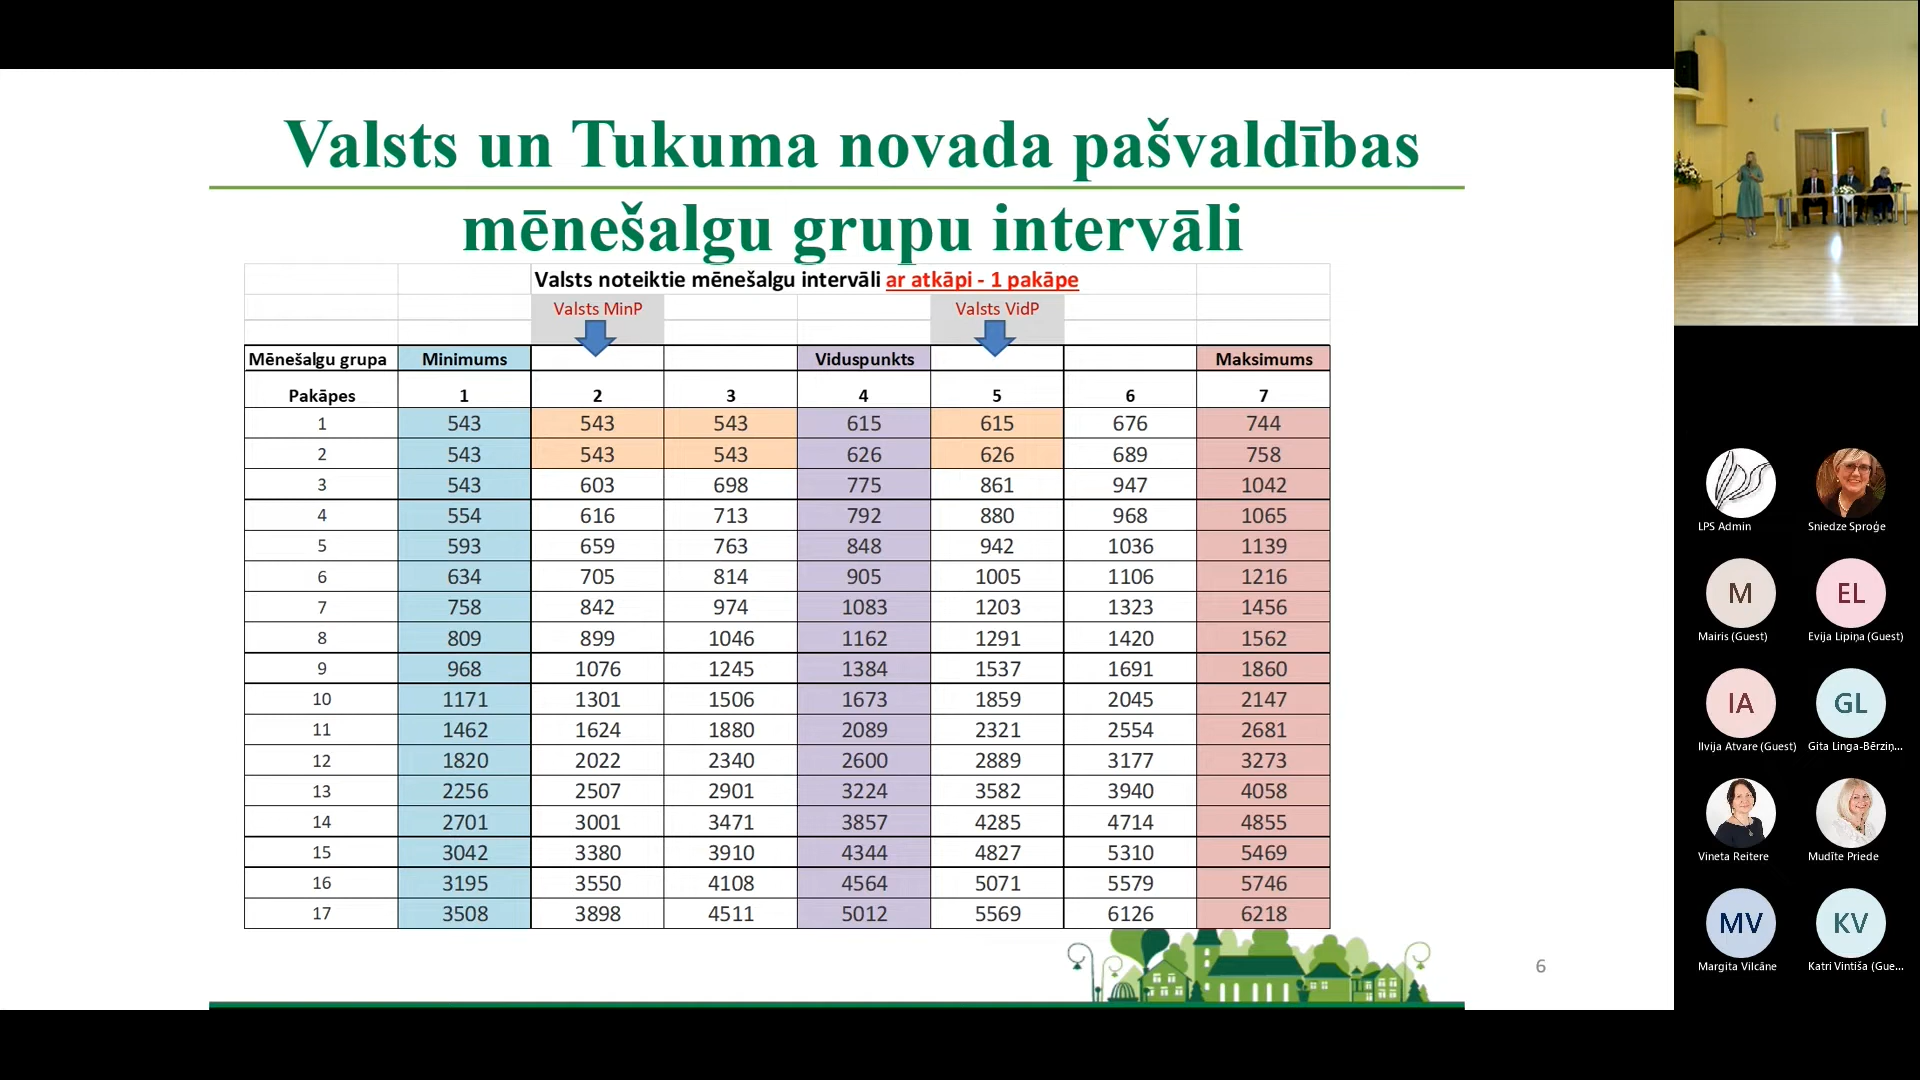 Valsts un Tukuma novada pašvaldības
mēnešalgu grupu intervāli
Valsts noteiktie mēnešalgu intervāli ar atkāpi - 1 pakāpe
Valsts MinP Valsts VidP
Mēnešalgu grupa Minimums Viduspunkts Maksimums
Pakāpes 1 2 3 4 5 6 7
1 543 543 543 615 615 676 744
2 543 543 543 626 626 689 758
3 543 603 698 775 861 947 1042
4 554 616 713 792 880 968 1065
5 593 659 763 848 942 1036 1139
6 634 705 814 905 1005 1106 1216
7 758 842 974 1083 1203 1323 1456
8 809 899 1046 1162 1291 1420 1562
9 968 1076 1245 1384 1537 1691 1860
10 1171 1301 1506 1673 1859 2045 2147
11 1462 1624 1880 2089 2321 2554 2681
12 1820 2022 2340 2600 2889 3177 3273
13 2256 2507 2901 3224 3582 3940 4058
14 2701 3001 3471 3857 4285 4714 4855
15 3042 3380 3910 4344 4827 5310 5469
16 3195 3550 4108 4564 5071 5579 5746
17 3508 3898 4511 5012 5569 6126 6218
6
LPS Admin Sniedze Sproģe
M EL
Mairis (Guest) Evija Lipiņa (Guest)
IA GL
Ilvija Atvare (Guest) Gita Linga-Bērziņ...
Vineta Reitere Mudīte Priede
MV KV
Margita Vilcāne Katri Vintiša (Gue...